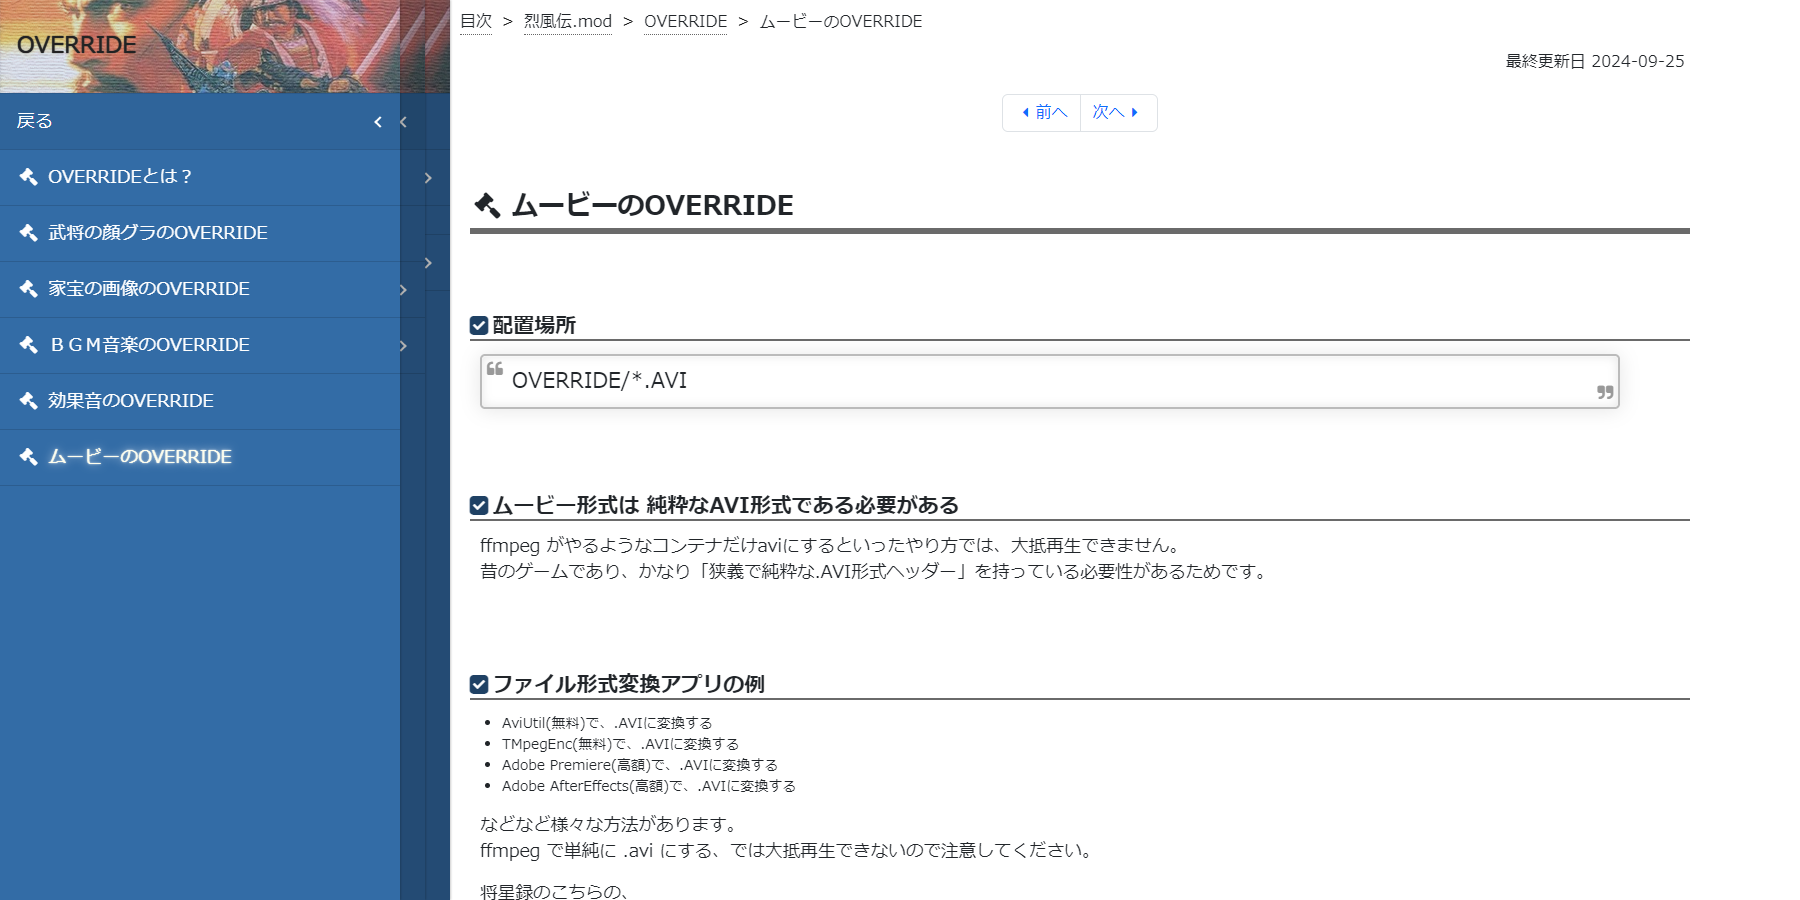 OVERRIDE
戻る
OVERRIDEとは？
武将の顔グラのOVERRIDE
家宝の画像のOVERRIDE
ＢＧＭ音楽のOVERRIDE
効果音のOVERRIDE
ムービーのOVERRIDE
目次 > 烈風伝.mod > OVERRIDE > ムービーのOVERRIDE
最終更新日 2024-09-25
前へ 次へ
ムービーのOVERRIDE
配置場所
OVERRIDE/*.AVI
ムービー形式は 純粋なAVI形式である必要がある
ffmpeg がやるようなコンテナだけaviにするといったやり方では、大抵再生できません。
昔のゲームであり、かなり「狭義で純粋な.AVI形式ヘッダー」を持っている必要性があるためです。
ファイル形式変換アプリの例
• AviUtil(無料)で、.AVIに変換する
• TMpegEnc(無料)で、.AVIに変換する
• Adobe Premiere(高額)で、.AVIに変換する
• Adobe AfterEffects(高額)で、.AVIに変換する
などなど様々な方法があります。
ffmpeg で単純に .avi にする、では大抵再生できないので注意してください。
将星録のこちらの、